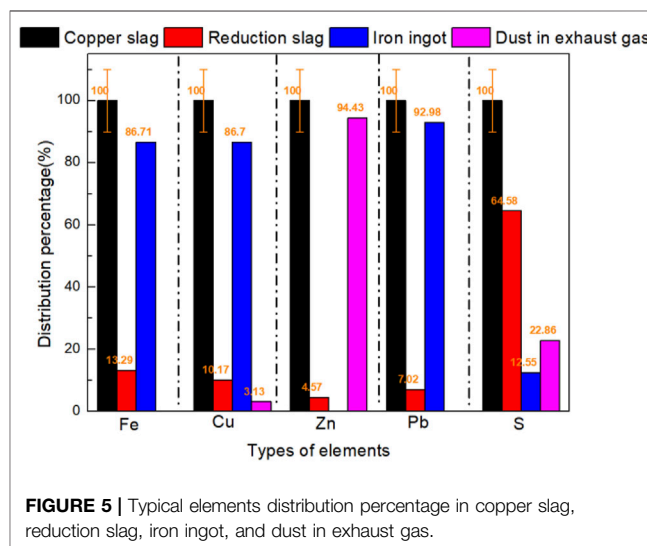 Copper slag Reduction slag Iron ingot Dust in exhaust gas
Distribution percentage(%)
100
80
60
40
20
0
100 13.29 86.71
100 10.17 86.7 3.13
100 4.57 94.43
100 7.02 92.98
100 64.58 12.55 22.86
Fe Cu Zn Pb S
Types of elements
FIGURE 5 | Typical elements distribution percentage in copper slag,
reduction slag, iron ingot, and dust in exhaust gas.